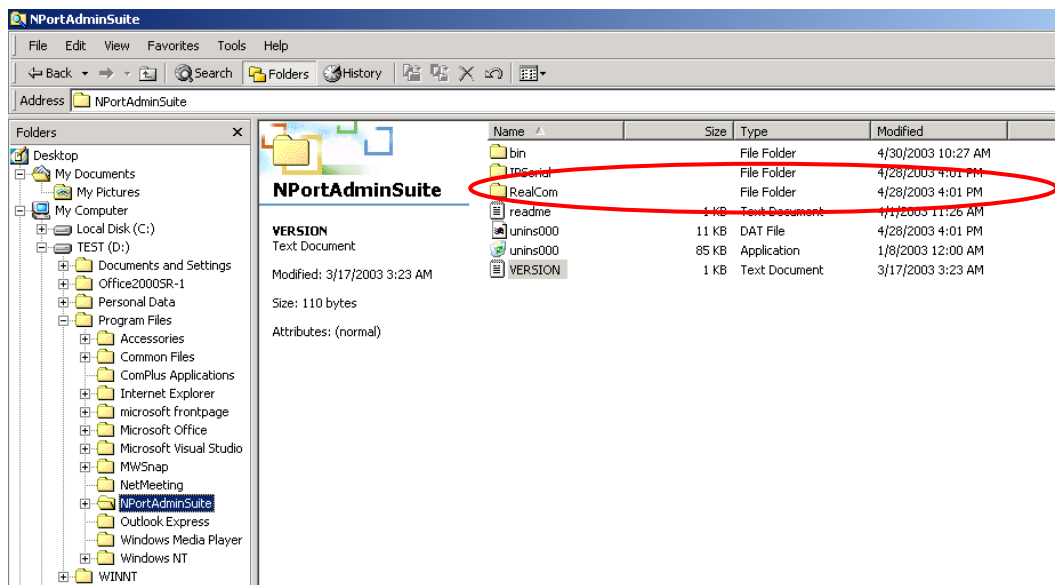 NPortAdminSuite
File Edit View Favorites Tools Help
Back Search Folders History
Address NPortAdminSuite
Folders x
Desktop
My Documents
My Pictures
My Computer
Local Disk (C:)
TEST (D:)
Documents and Settings
Office2000SR-1
Personal Data
Program Files
Accessories
Common Files
ComPlus Applications
Internet Explorer
microsoft frontpage
Microsoft Office
Microsoft Visual Studio
MWSnap
NetMeeting
NPortAdminSuite
Outlook Express
Windows Media Player
Windows NT
WINNT
NPortAdminSuite
VERSION
Text Document
Modified: 3/17/2003 3:23 AM
Size: 110 bytes
Attributes: (normal)
Name Size Type Modified
bin File Folder 4/30/2003 10:27 AM
IPSerial File Folder 4/28/2003 4:01 PM
RealCom File Folder 4/28/2003 4:01 PM
readme 1 KB Text Document 4/1/2003 11:26 AM
unins000 11 KB DAT File 4/28/2003 4:01 PM
unins000 85 KB Application 1/8/2003 12:00 AM
VERSION 1 KB Text Document 3/17/2003 3:23 AM